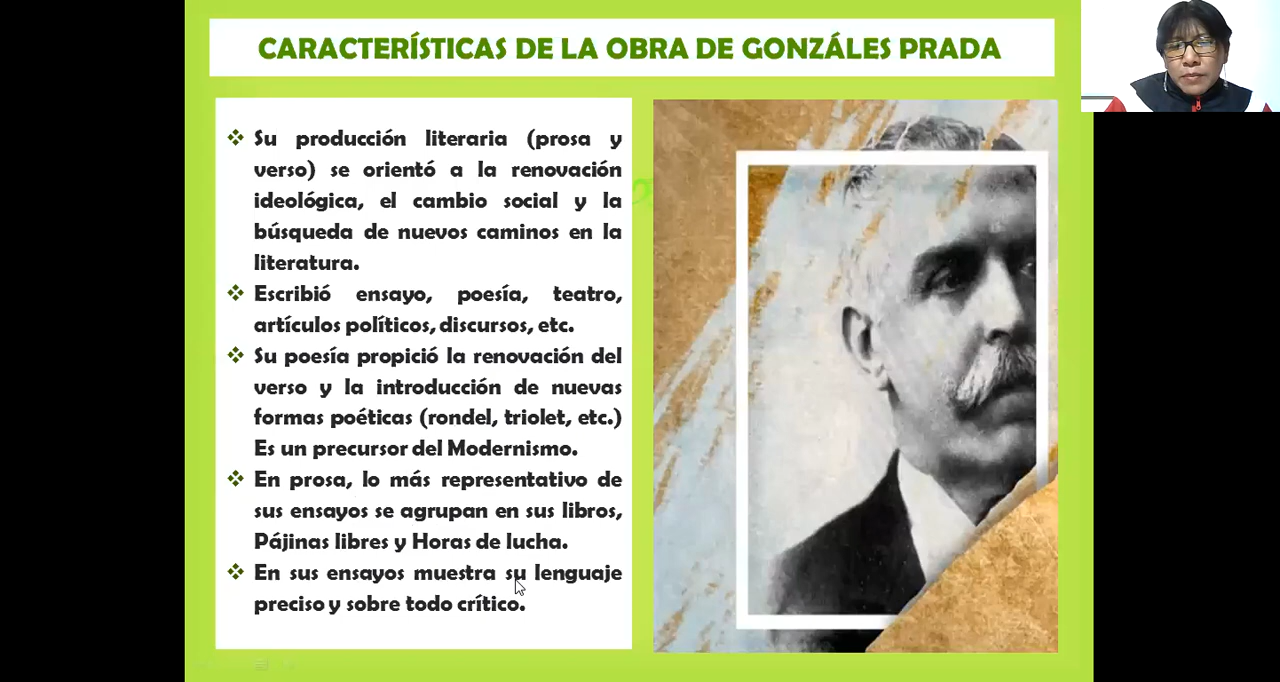 CARACTERÍSTICAS DE LA OBRA DE GONZÁLES PRADA
Su producción literaria (prosa y
verso) se orientó a la renovación
ideológica, el cambio social y la
búsqueda de nuevos caminos en la
literatura.
Escribió ensayo, poesía, teatro,
artículos políticos, discursos, etc.
Su poesía propició la renovación del
verso y la introducción de nuevas
formas poéticas (rondel, triolet, etc.)
Es un precursor del Modernismo.
En prosa, lo más representativo de
sus ensayos se agrupan en sus libros,
Pájinas libres y Horas de lucha.
En sus ensayos muestra su lenguaje
preciso y sobre todo crítico.